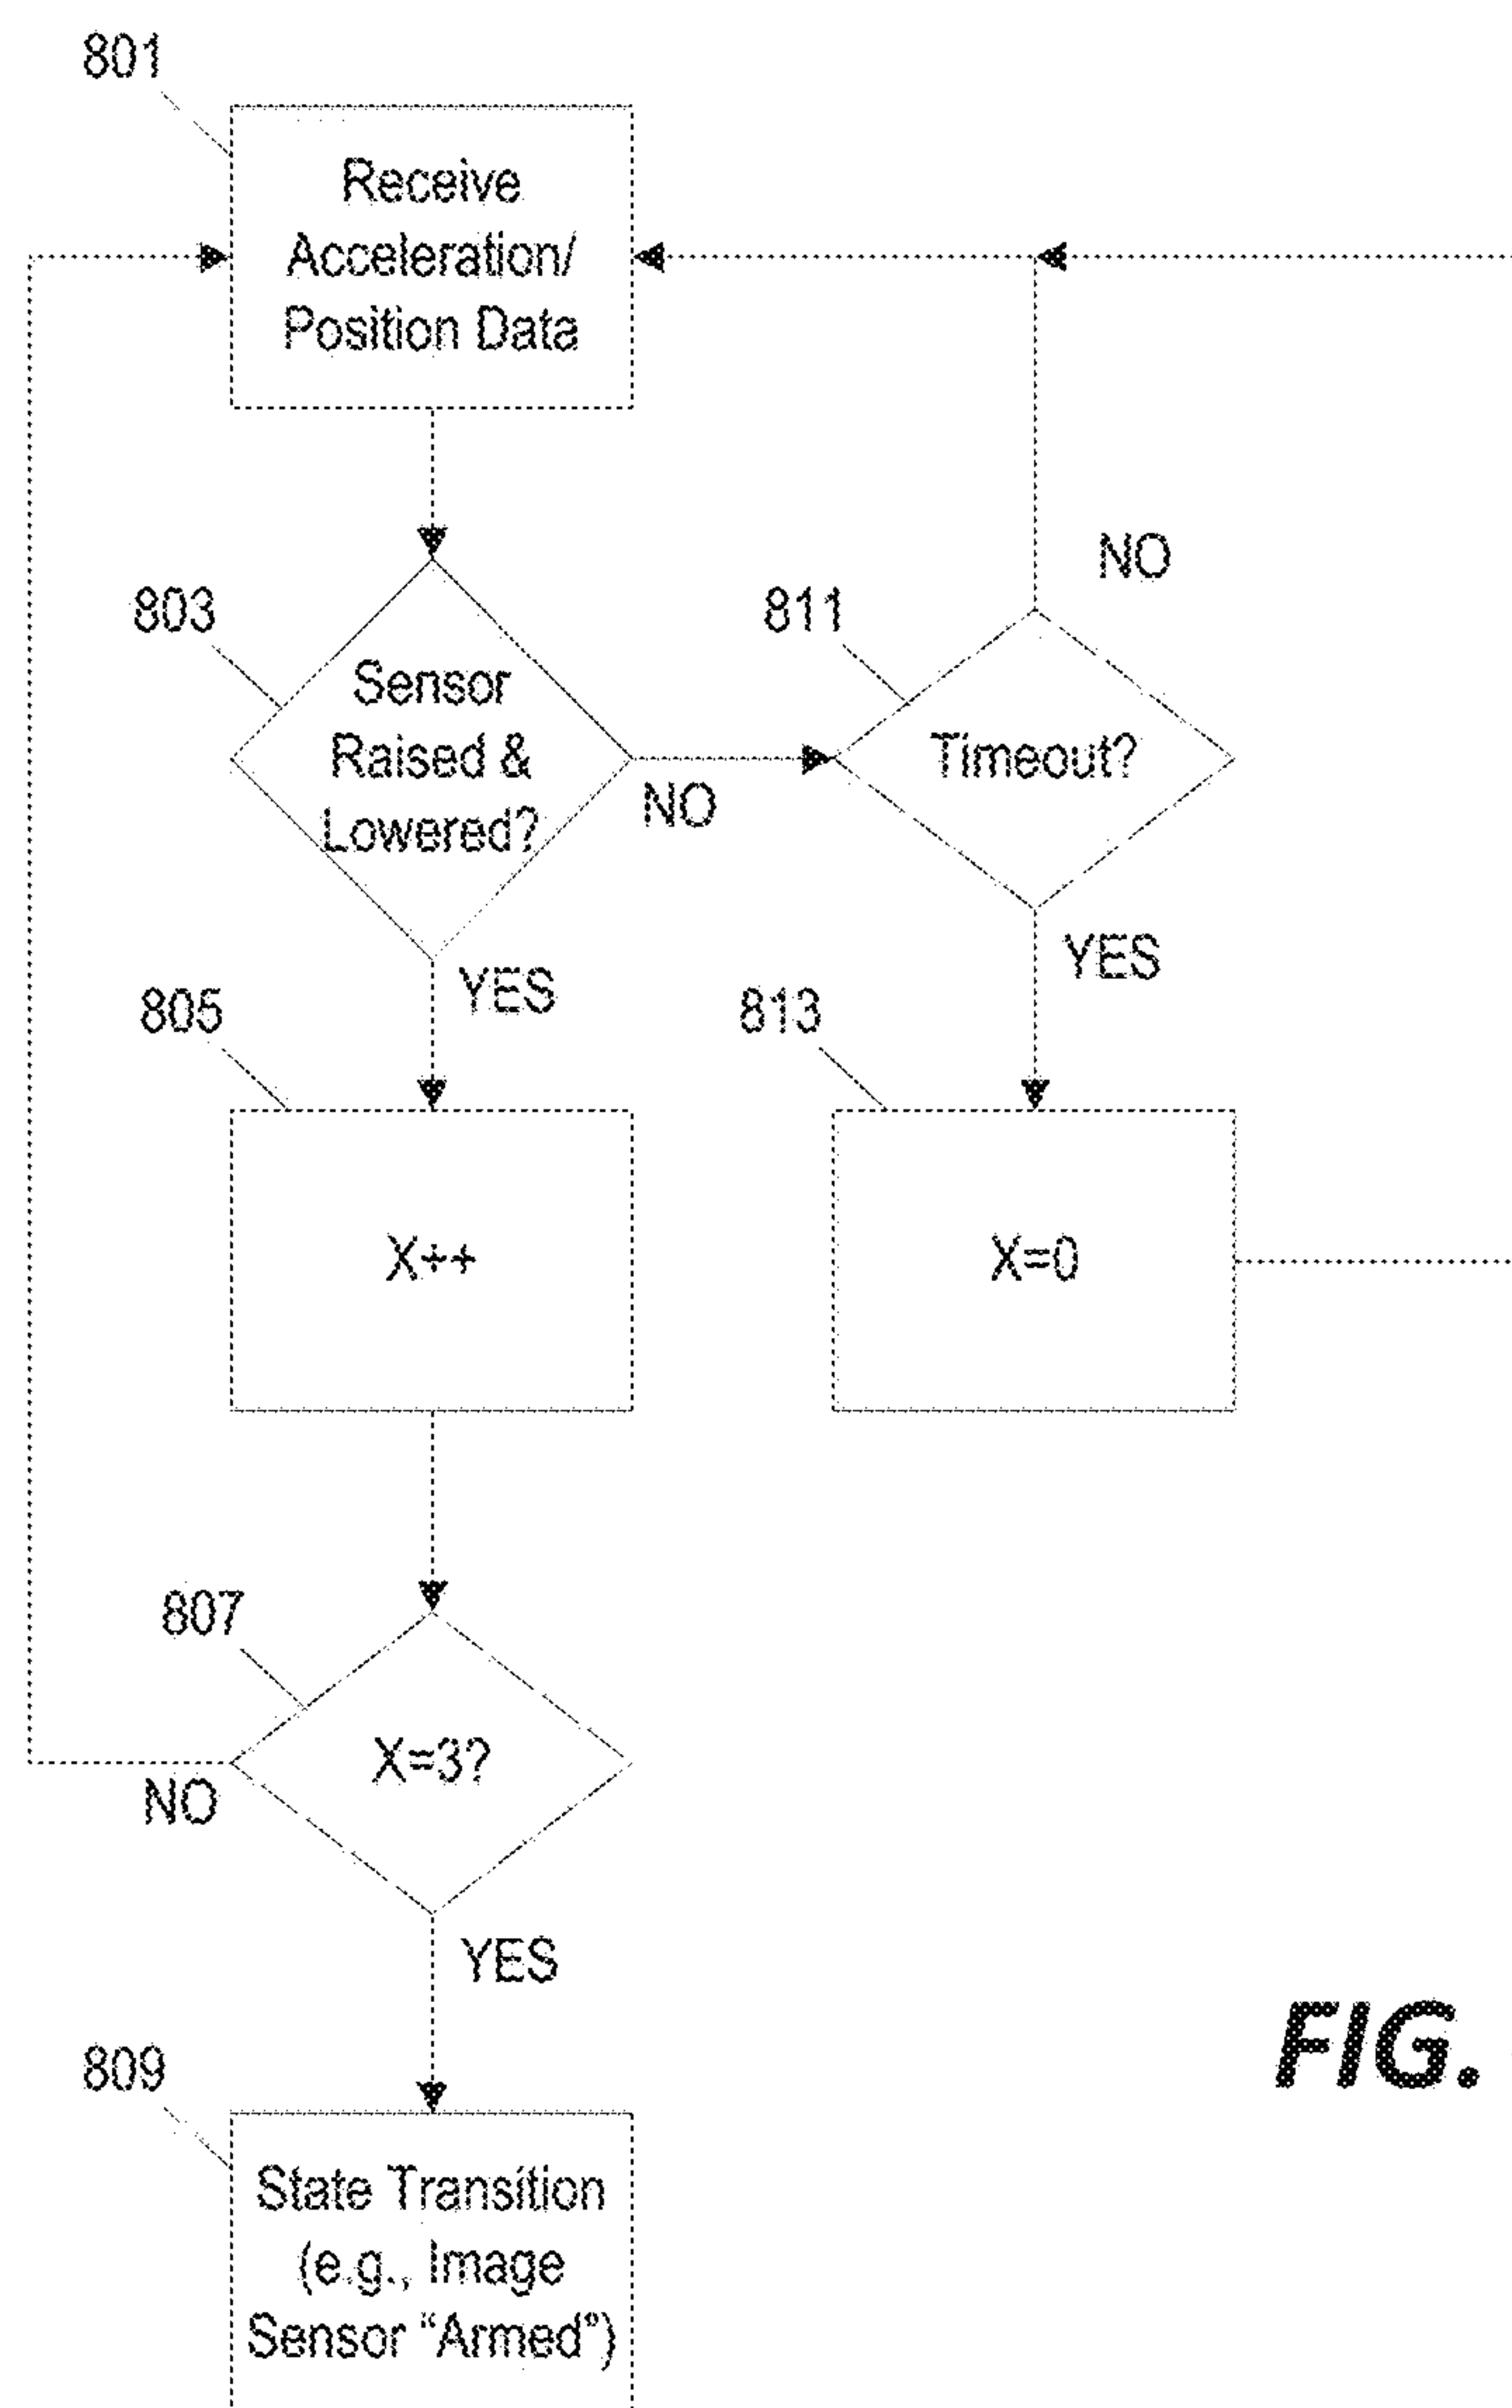 801
Receive
Acceleration/
Position Data
803
Sensor
Raised &
Lowered?
NO
811
Timeout?
NO
YES
YES
805
X++
813
X=0
807
X=3?
NO
YES
809
State Transition
(e.g., Image
Sensor “Armed”)
FIG.